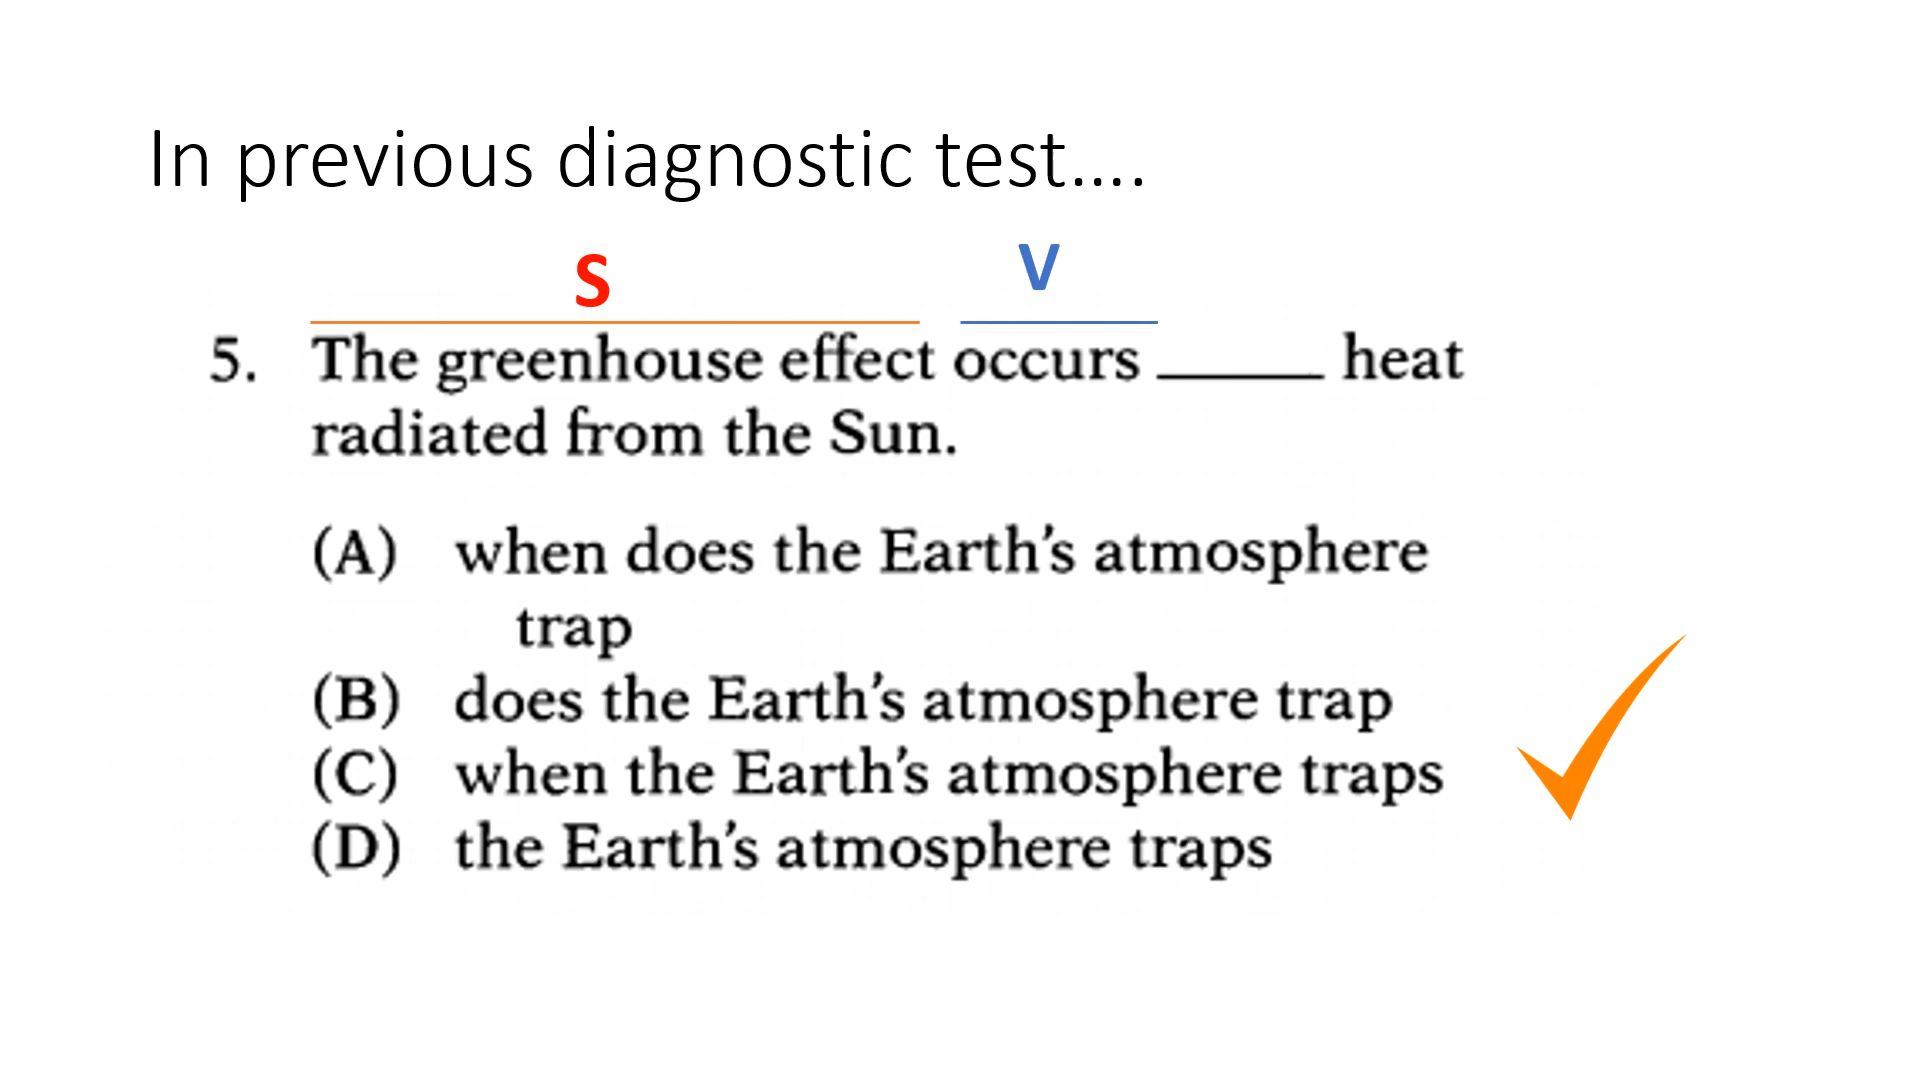 In previous diagnostic test....
S V
5. The greenhouse effect occurs _____ heat
radiated from the Sun.
(A) when does the Earth's atmosphere
trap
(B) does the Earth's atmosphere trap
(C) when the Earth's atmosphere traps
(D) the Earth's atmosphere traps